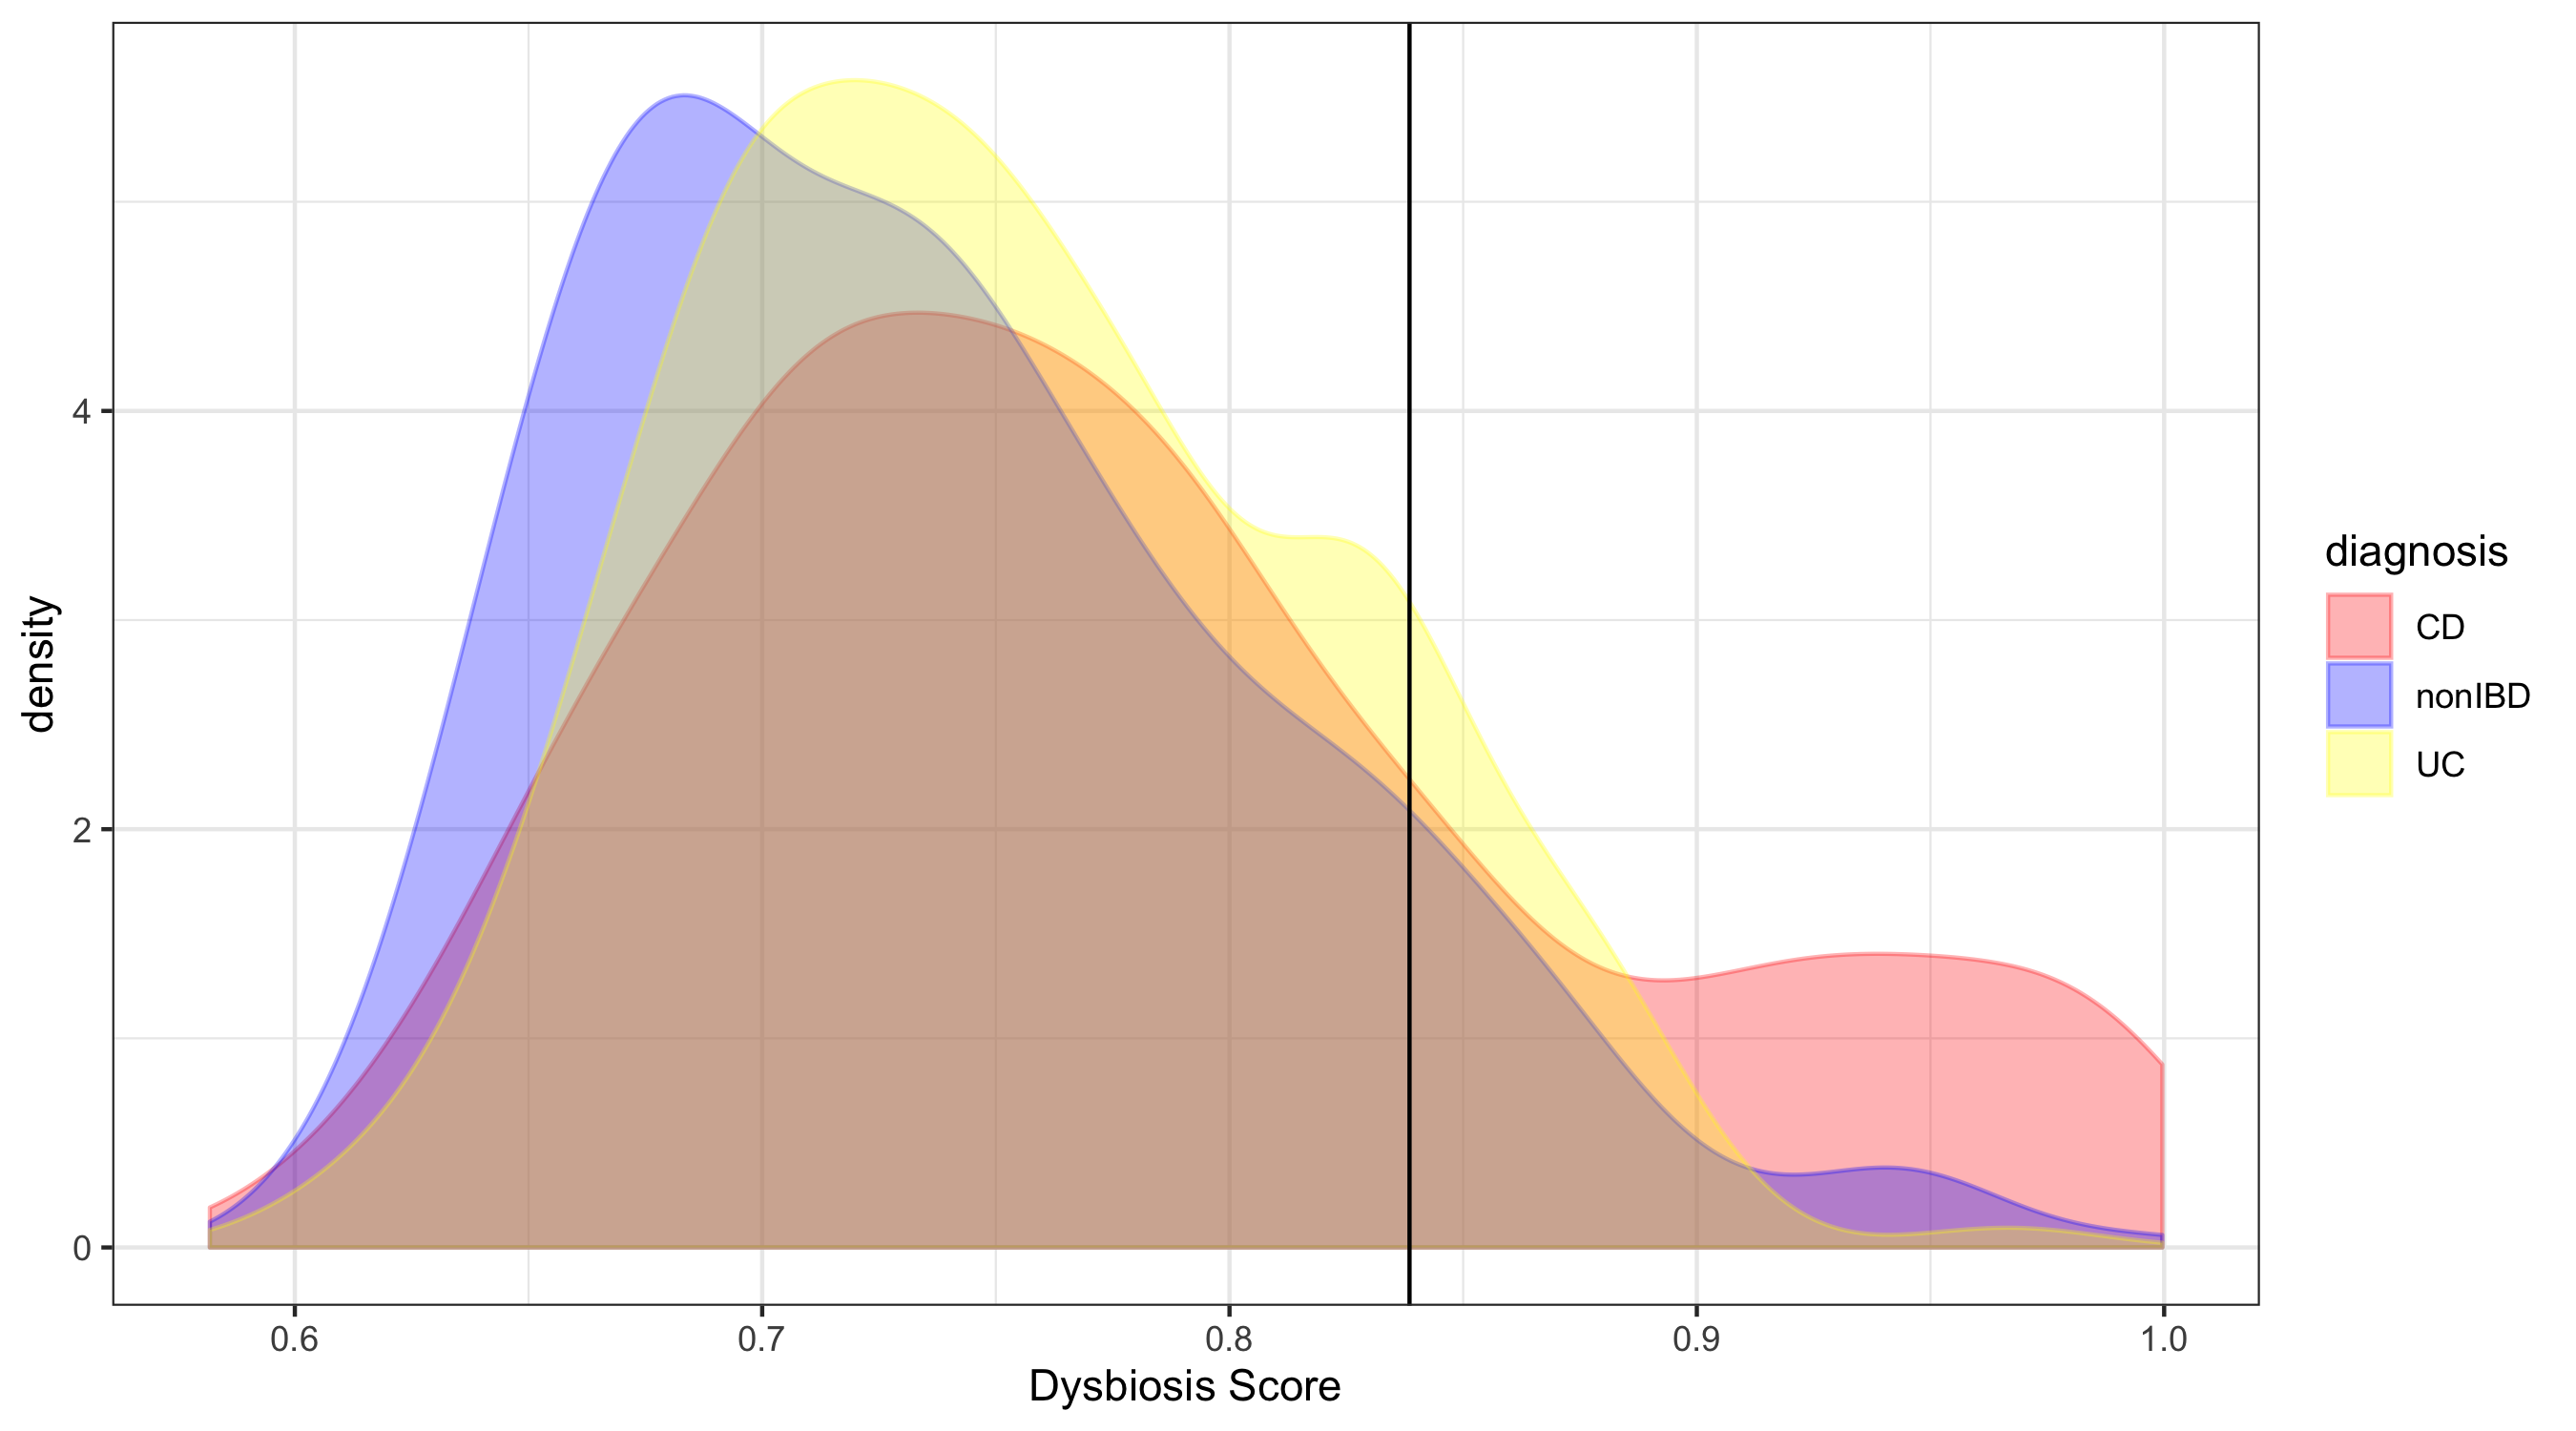 density
4
2
0
0.6 0.7 0.8 0.9 1.0
Dysbiosis Score
diagnosis
CD
nonIBD
UC